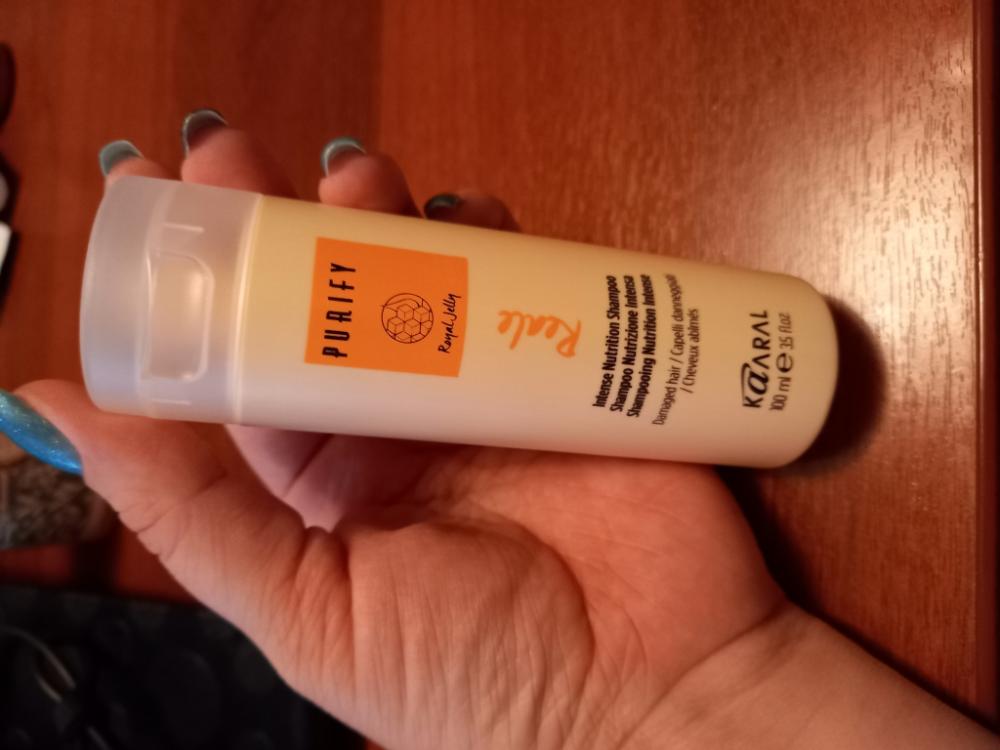 PURIFY
Royal Jelly
Reale
Intense Nutrition Shampoo
Shampoo Nutrizione Intensa
Shampooing Nutrition Intense
Damaged hair / Capelli danneggiati
/ Cheveux abîmés
KaARAL
100 ml e 3.5 fl.oz